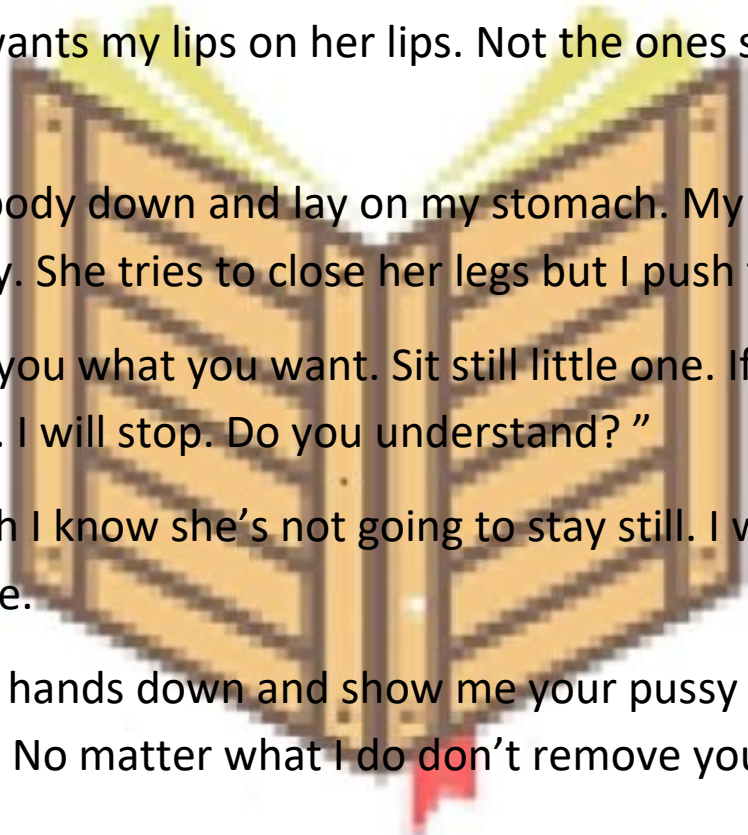 vants my lips on her lips. Not the ones s
body down and lay on my stomach. My
y. She tries to close her legs but I push
you what you want. Sit still little one. If
. I will stop. Do you understand? ”
h I know she’s not going to stay still. I w
e.
hands down and show me your pussy
No matter what I do don’t remove you